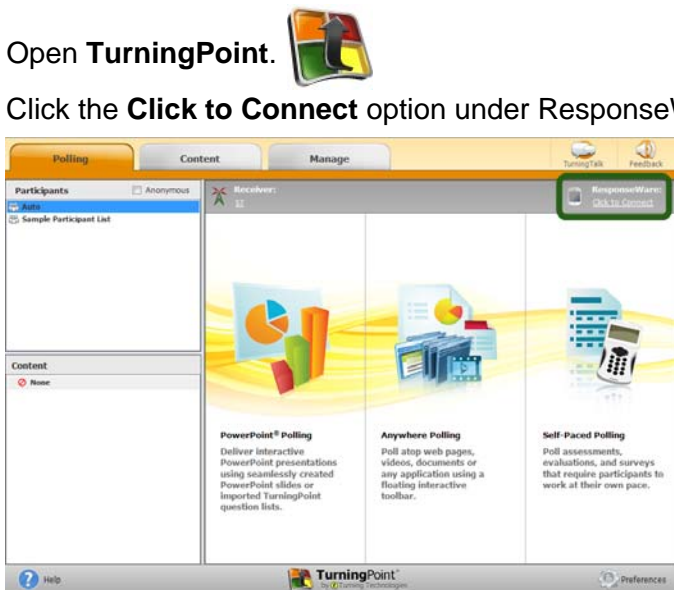 Open TurningPoint.
Click the Click to Connect option under ResponseW
Polling
Content
Manage
TurningTalk
Feedback
Participants
Anonymous
Auto
Sample Participant List
Receiver:
ResponseWare:
Click to Connect
Content
None
PowerPoint® Polling
Deliver interactive
PowerPoint presentations
using seamlessly created
PowerPoint slides or
imported TurningPoint
question lists.
Anywhere Polling
Poll atop web pages,
videos, documents or
any application using a
floating interactive
toolbar.
Self-Paced Polling
Poll assessments,
evaluations, and surveys
that require participants to
work at their own pace.
Help
TurningPoint
by Turning Technologies
Preferences